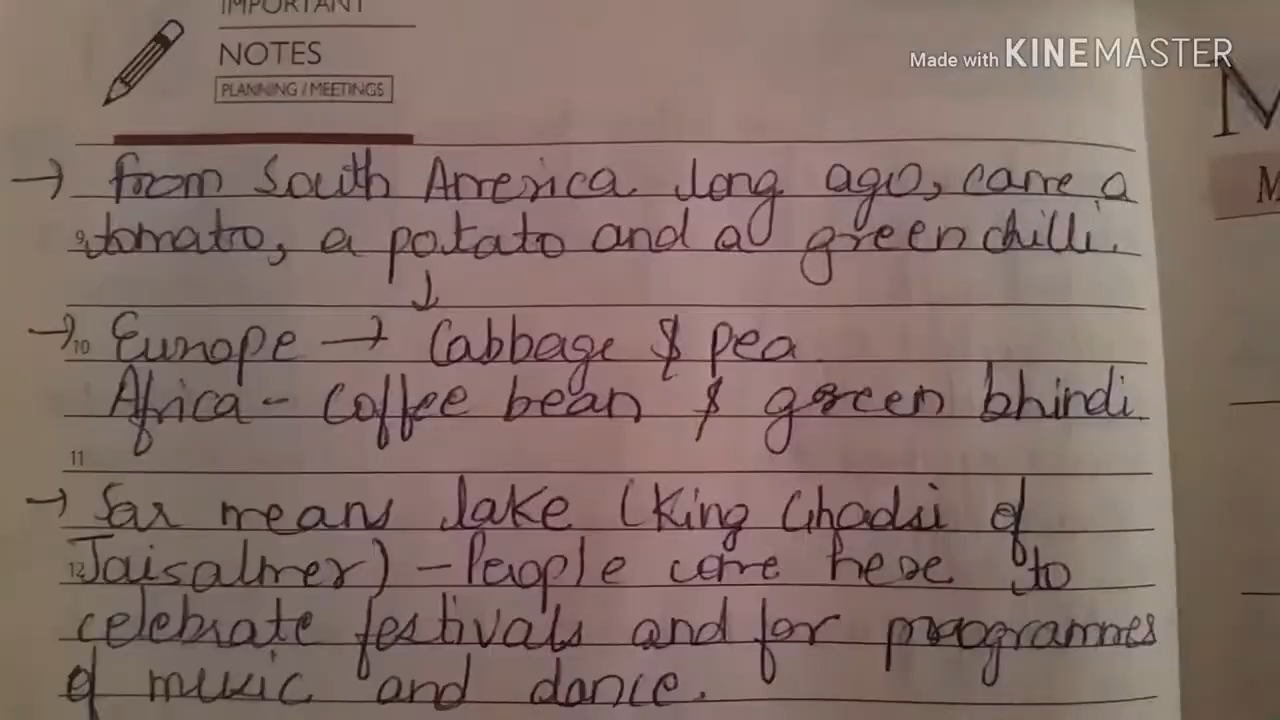 IMPORTANT
NOTES
PLANNING / MEETINGS
Made with KINEMASTER
M
M
→ from South America long ago, came a
9 tomato, a potato and a green chilli.
↓
→ 10 Europe → Cabbage & pea
Africa - Coffee bean & green bhindi
11
→ Sar means lake (King Ghadsi of
12 Jaisalmer) - People come here to
celebrate festivals and for programmes
of music and dance.